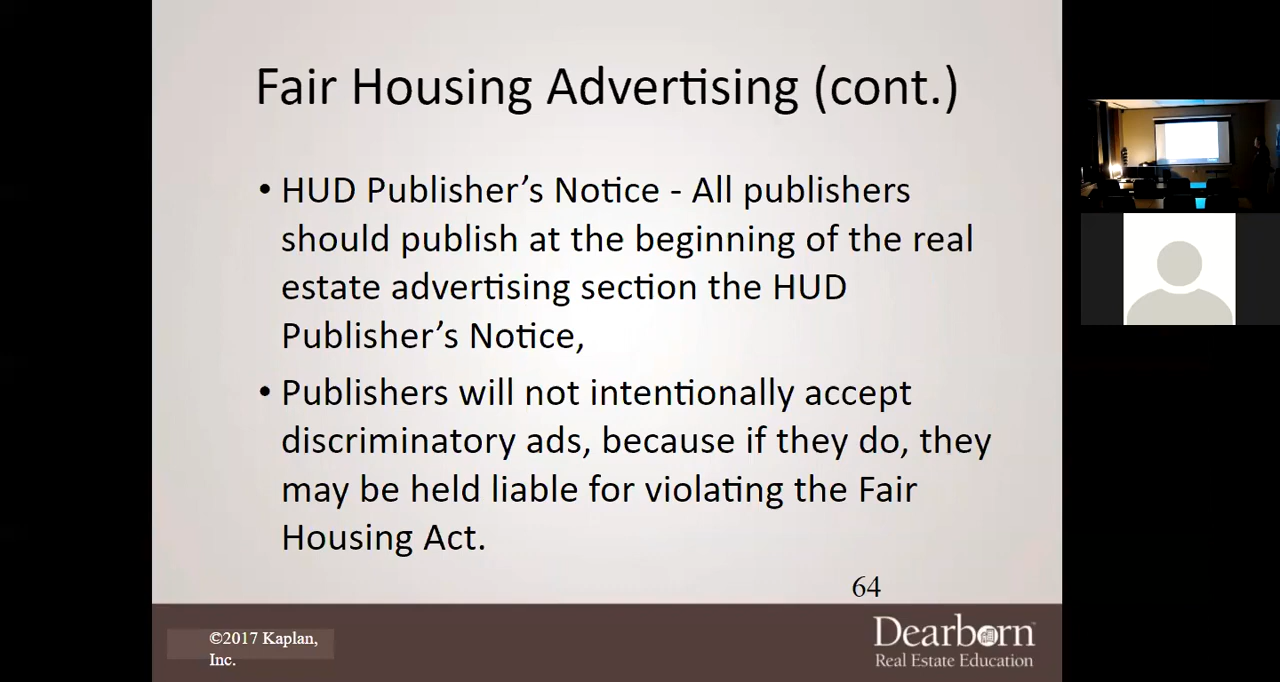 Fair Housing Advertising (cont.)
• HUD Publisher’s Notice - All publishers
should publish at the beginning of the real
estate advertising section the HUD
Publisher’s Notice,
• Publishers will not intentionally accept
discriminatory ads, because if they do, they
may be held liable for violating the Fair
Housing Act.
64
©2017 Kaplan,
Inc.
Dearborn™
Real Estate Education